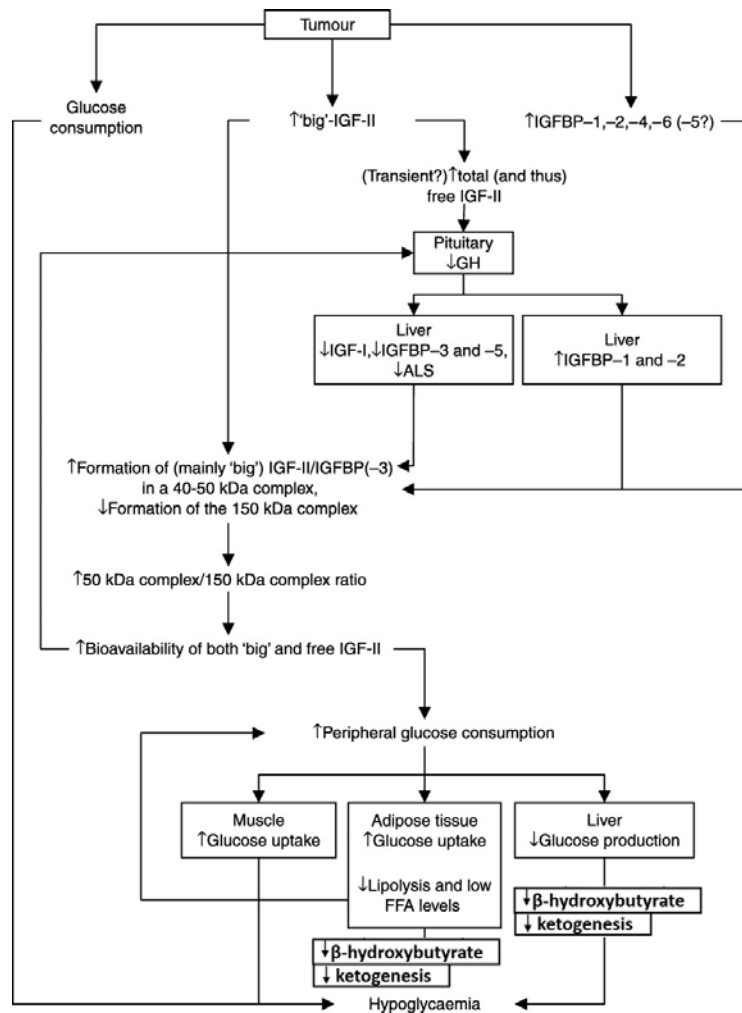 Tumour
Glucose
consumption
↑'big'-IGF-II
↑IGFBP–1,–2,–4,–6 (–5?)
(Transient?)↑total (and thus)
free IGF-II
Pituitary
↓GH
Liver
↓IGF-I,↓IGFBP–3 and –5,
↓ALS
Liver
↑IGFBP–1 and –2
↑Formation of (mainly 'big') IGF-II/IGFBP(–3)
in a 40-50 kDa complex,
↓Formation of the 150 kDa complex
↑50 kDa complex/150 kDa complex ratio
↑Bioavailability of both 'big' and free IGF-II
↑Peripheral glucose consumption
Muscle
↑Glucose uptake
Adipose tissue
↑Glucose uptake
↓Lipolysis and low
FFA levels
Liver
↓Glucose production
↓β-hydroxybutyrate
↓ ketogenesis
↓β-hydroxybutyrate
↓ ketogenesis
Hypoglycaemia